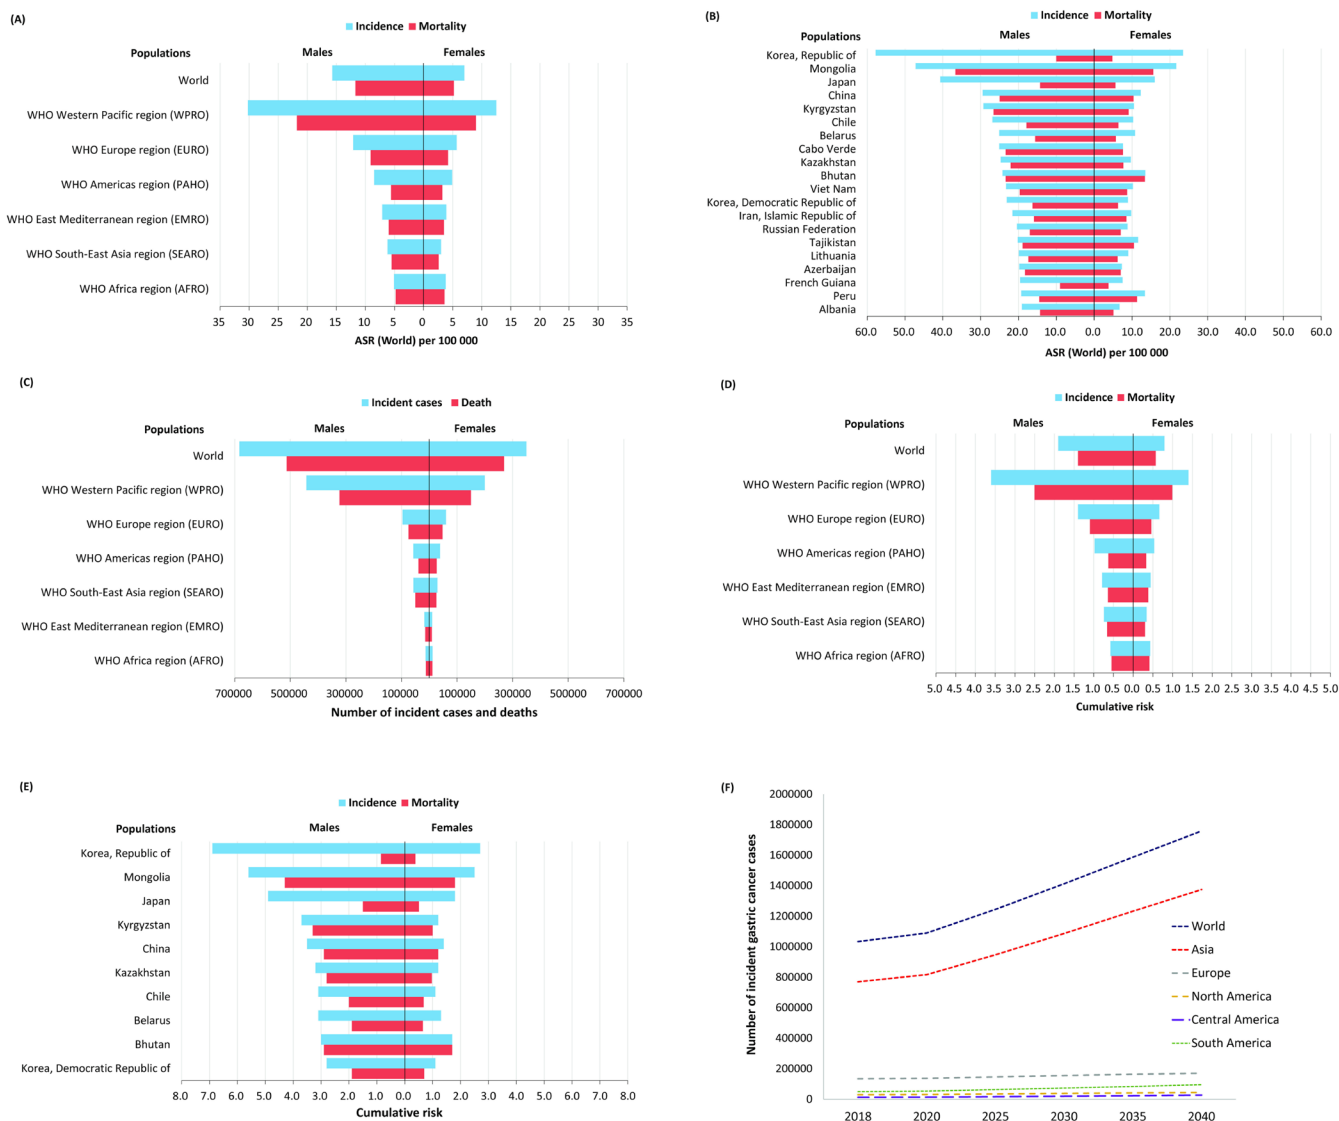 (A)
Incidence Mortality
Populations Males Females
World
WHO Western Pacific region (WPRO)
WHO Europe region (EURO)
WHO Americas region (PAHO)
WHO East Mediterranean region (EMRO)
WHO South-East Asia region (SEARO)
WHO Africa region (AFRO)
35 30 25 20 15 10 5 0 5 10 15 20 25 30 35
ASR (World) per 100 000
(B)
Incidence Mortality
Populations Males Females
Korea, Republic of
Mongolia
Japan
China
Kyrgyzstan
Chile
Belarus
Cabo Verde
Kazakhstan
Bhutan
Viet Nam
Korea, Democratic Republic of
Iran, Islamic Republic of
Russian Federation
Tajikistan
Lithuania
Azerbaijan
French Guiana
Peru
Albania
60.0 50.0 40.0 30.0 20.0 10.0 0.0 10.0 20.0 30.0 40.0 50.0 60.0
ASR (World) per 100 000
(C)
Incident cases Death
Populations Males Females
World
WHO Western Pacific region (WPRO)
WHO Europe region (EURO)
WHO Americas region (PAHO)
WHO South-East Asia region (SEARO)
WHO East Mediterranean region (EMRO)
WHO Africa region (AFRO)
700000 500000 300000 100000 100000 300000 500000 700000
Number of incident cases and deaths
(D)
Incidence Mortality
Populations Males Females
World
WHO Western Pacific region (WPRO)
WHO Europe region (EURO)
WHO Americas region (PAHO)
WHO East Mediterranean region (EMRO)
WHO South-East Asia region (SEARO)
WHO Africa region (AFRO)
5.0 4.5 4.0 3.5 3.0 2.5 2.0 1.5 1.0 0.5 0.0 0.5 1.0 1.5 2.0 2.5 3.0 3.5 4.0 4.5 5.0
Cumulative risk
(E)
Incidence Mortality
Populations Males Females
Korea, Republic of
Mongolia
Japan
Kyrgyzstan
China
Kazakhstan
Chile
Belarus
Bhutan
Korea, Democratic Republic of
8.0 7.0 6.0 5.0 4.0 3.0 2.0 1.0 0.0 1.0 2.0 3.0 4.0 5.0 6.0 7.0 8.0
Cumulative risk
(F)
Number of incident gastric cancer cases
2000000
1800000
1600000
1400000
1200000
1000000
800000
600000
400000
200000
0
World
Asia
Europe
North America
Central America
South America
2018 2020 2025 2030 2035 2040